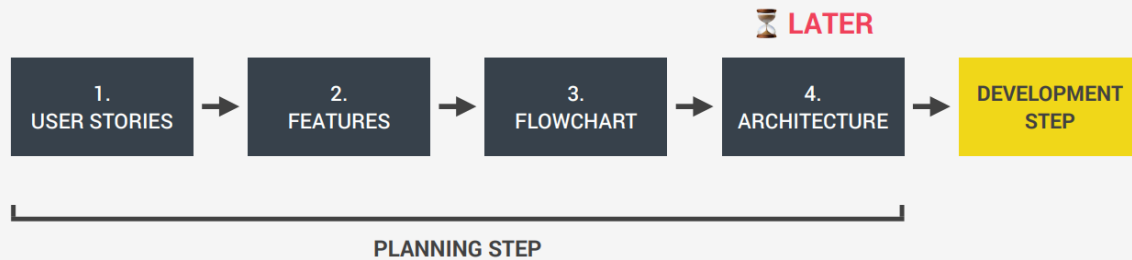 ⏳ LATER
1.
USER STORIES
2.
FEATURES
3.
FLOWCHART
4.
ARCHITECTURE
DEVELOPMENT
STEP
PLANNING STEP